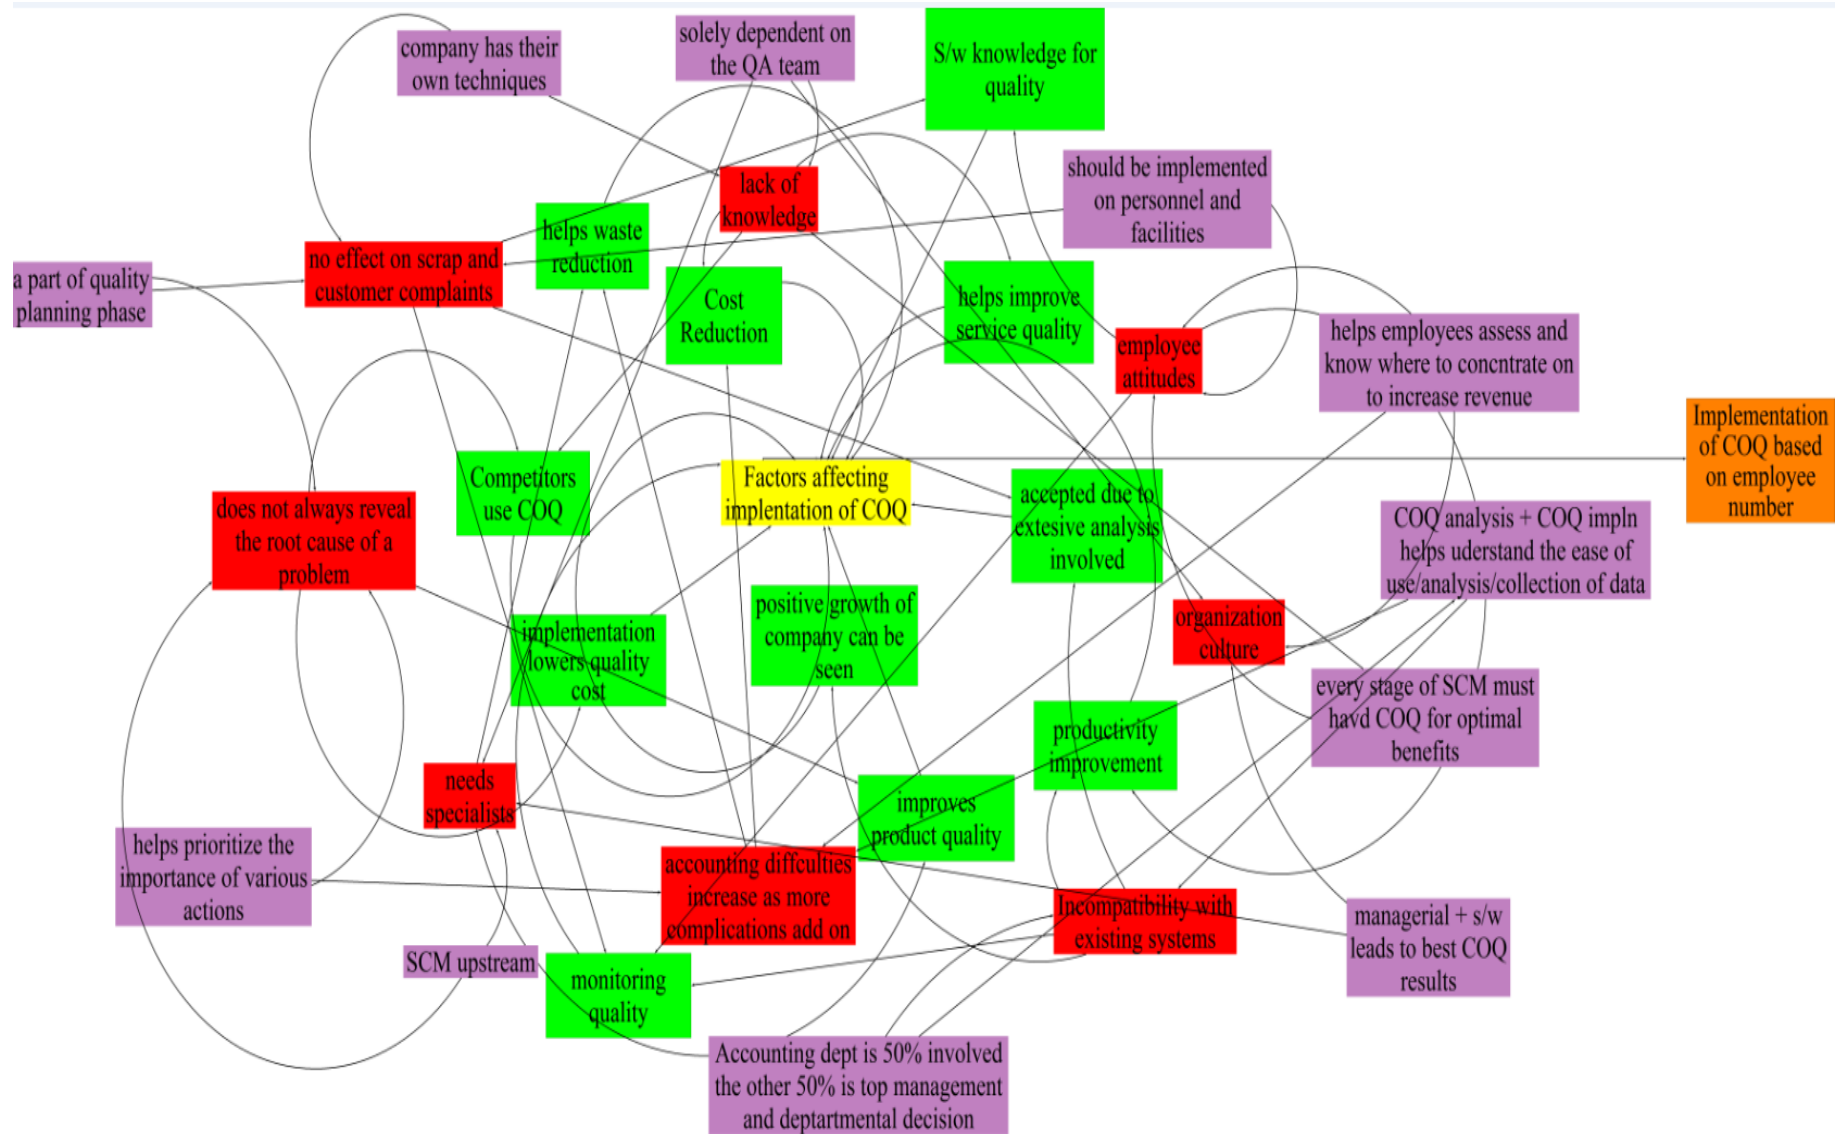 company has their
own techniques
solely dependent on
the QA team
S/w knowledge for
quality
should be implemented
on personnel and
facilities
lack of
knowledge
helps waste
reduction
no effect on scrap and
customer complaints
a part of quality
planning phase
Cost
Reduction
helps improve
service quality
employee
attitudes
helps employees assess and
know where to concntrate on
to increase revenue
Implementation
of COQ based
on employee
number
Competitors
use COQ
Factors affecting
implentation of COQ
accepted due to
extesive analysis
involved
does not always reveal
the root cause of a
problem
COQ analysis + COQ impln
helps uderstand the ease of
use/analysis/collection of data
positive growth of
company can be
seen
organization
culture
implementation
lowers quality
cost
every stage of SCM must
havd COQ for optimal
benefits
productivity
improvement
needs
specialists
improves
product quality
helps prioritize the
importance of various
actions
accounting diffculties
increase as more
complications add on
Incompatibility with
existing systems
managerial + s/w
leads to best COQ
results
SCM upstream
monitoring
quality
Accounting dept is 50% involved
the other 50% is top management
and deptartmental decision